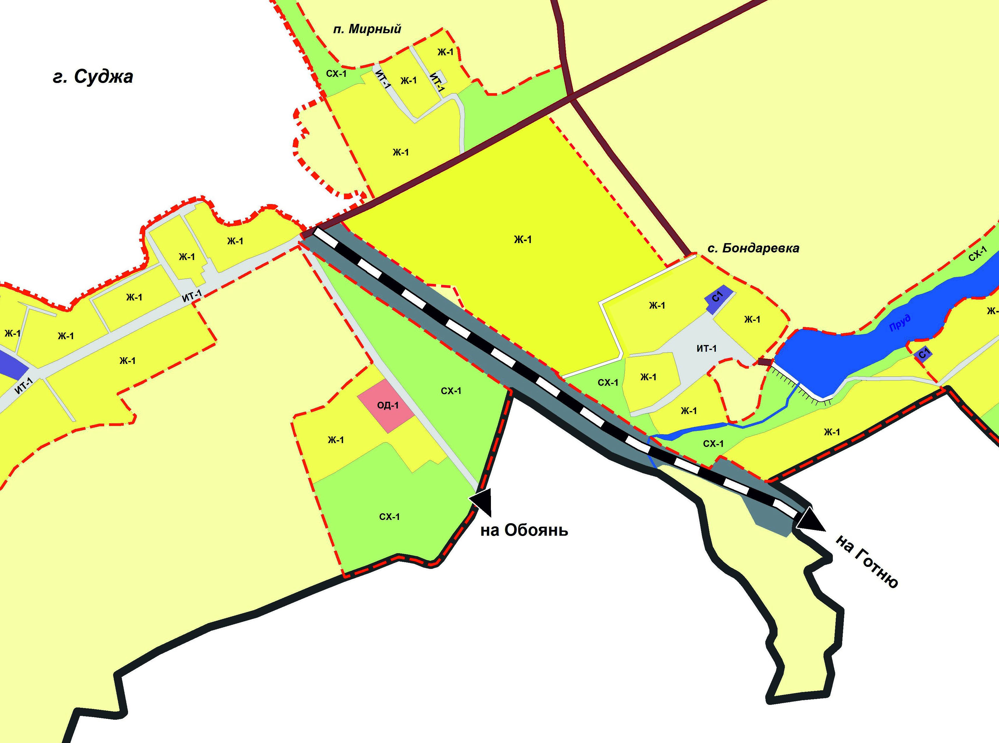 п. Мирный
Ж-1
СХ-1
ИТ-1
Ж-1
ИТ-1
г. Суджа
Ж-1
Ж-1
Ж-1
с. Бондаревка
СХ-1
Ж-1
Ж-1
ИТ-1
С1
Ж-1
Ж-1
Ж-
Пруд
Ж-1
Ж-1
ИТ-1
С1
Ж-1
Ж-1
СХ-1
ИТ-1
СХ-1
ОД-1
Ж-1
Ж-1
Ж-1
СХ-1
СХ-1
на Обоянь
на Готню